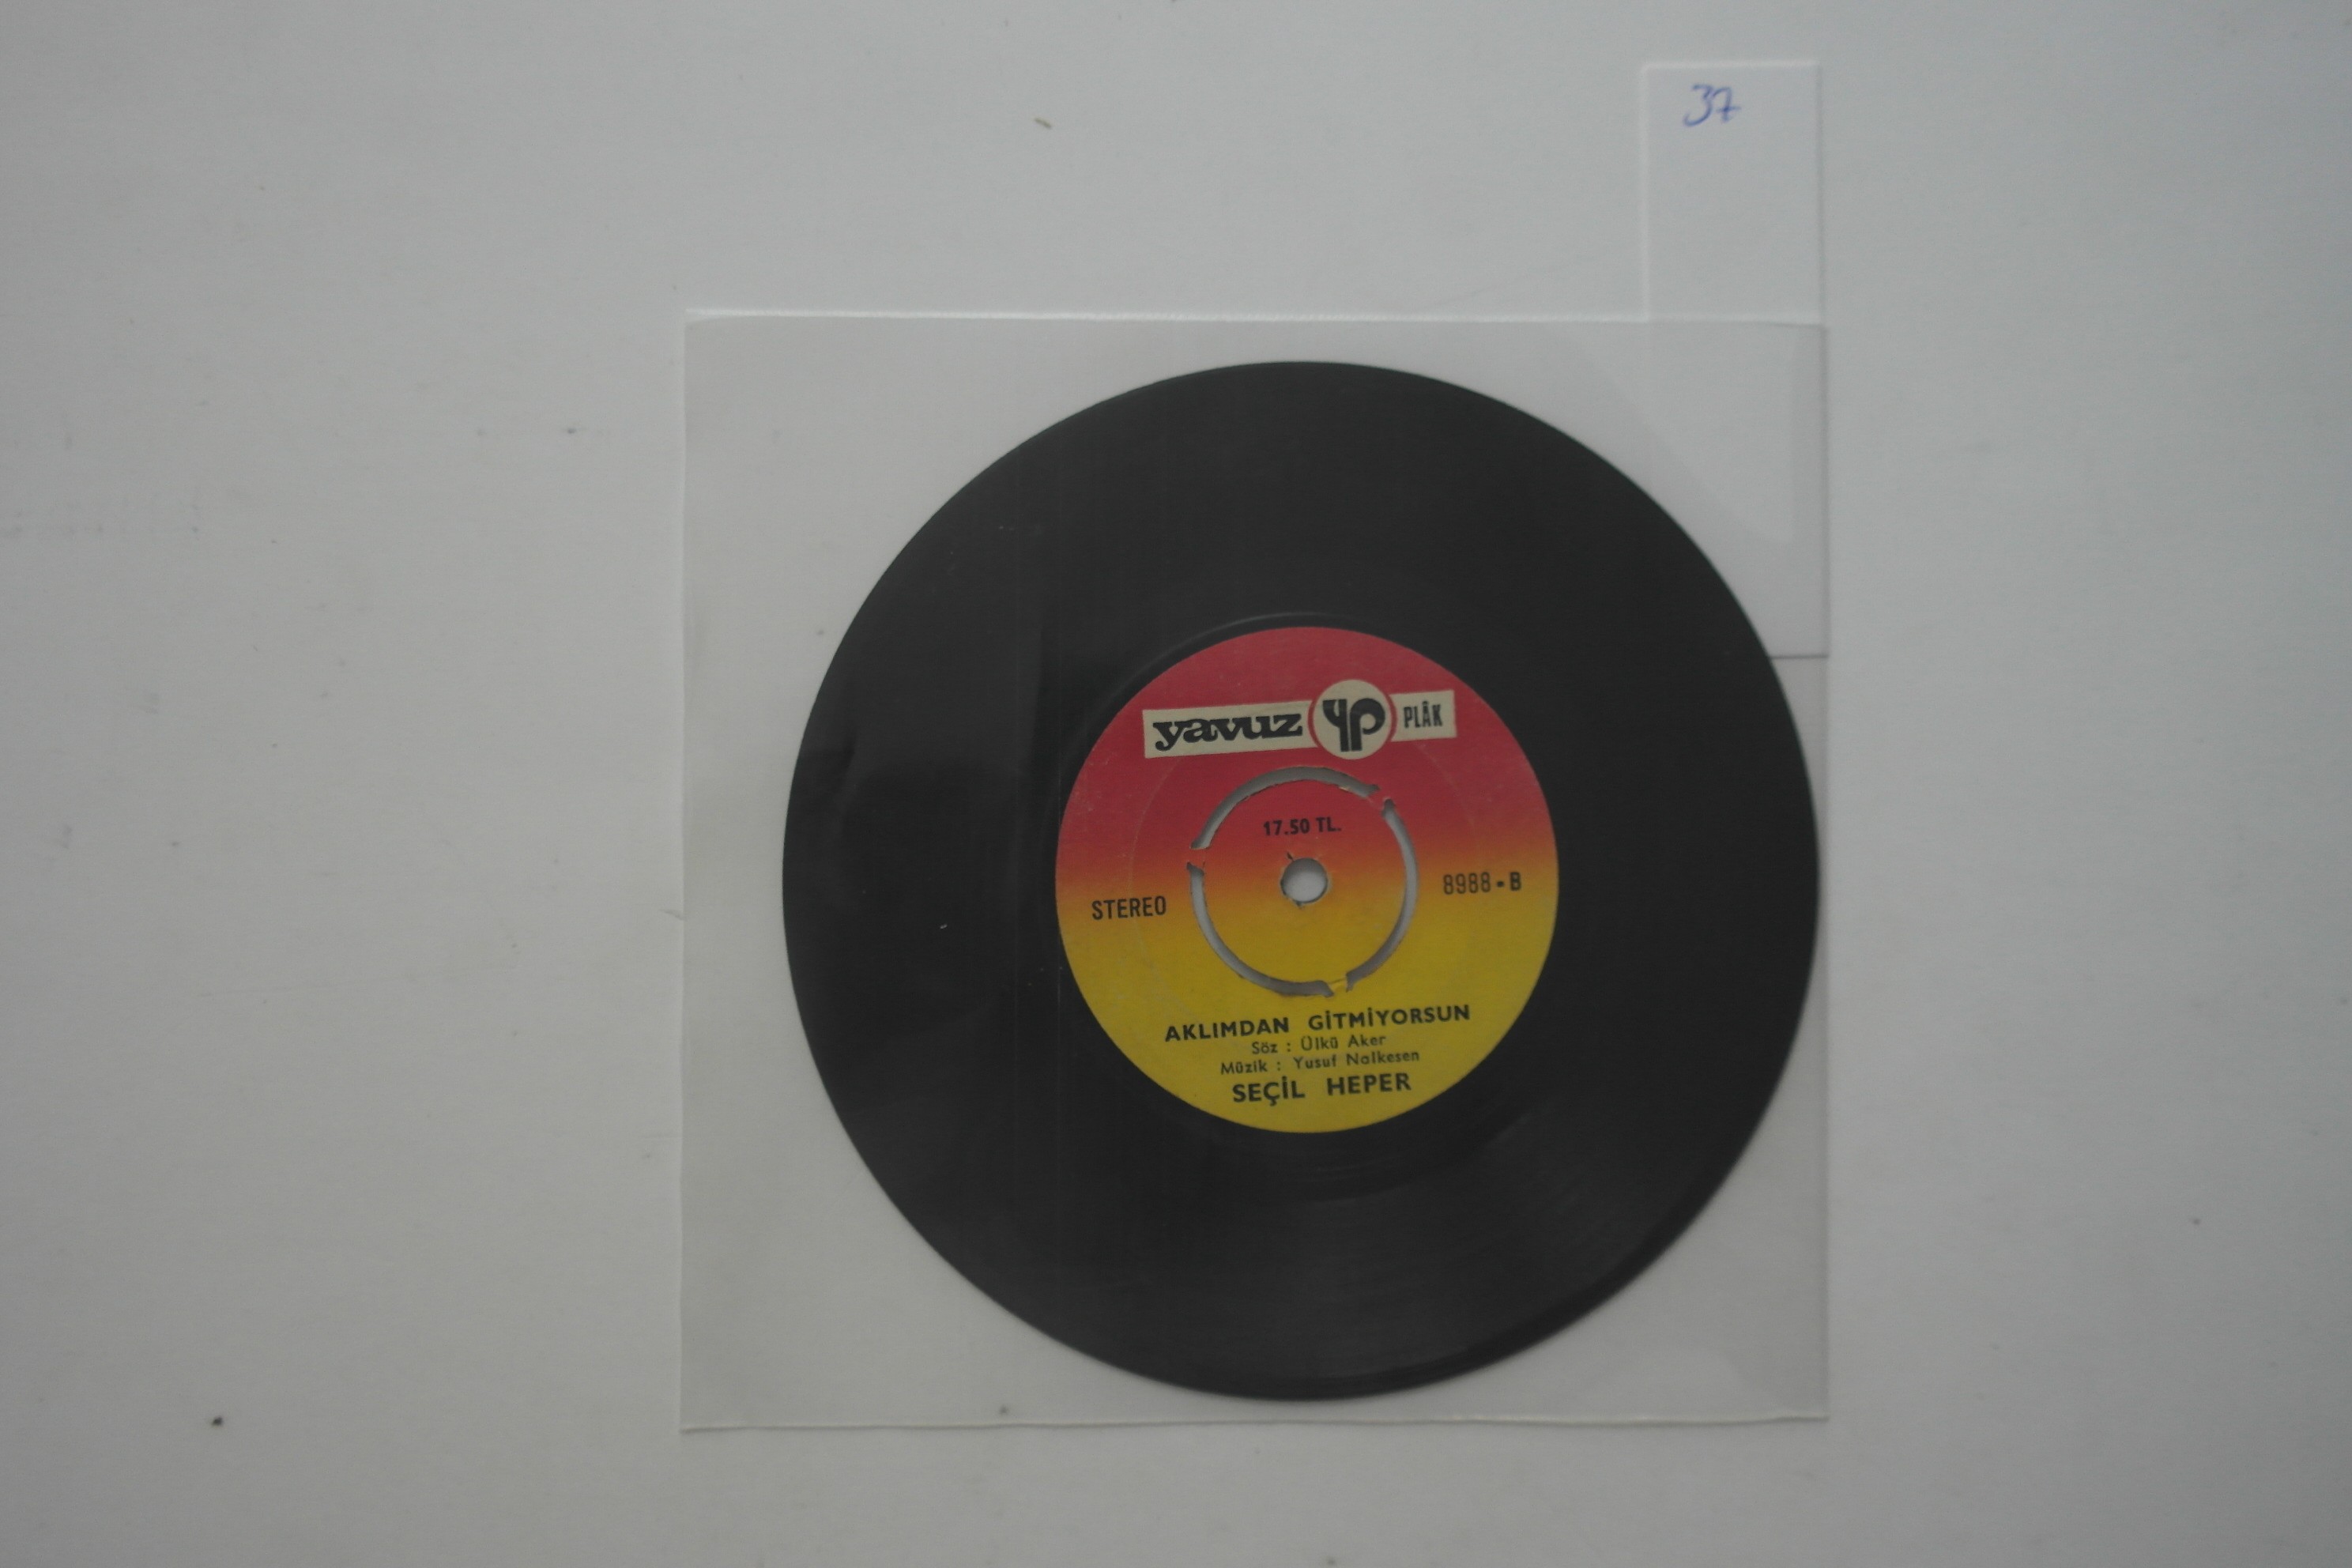 37
yavuz yp PLÂK
17.50 TL.
STEREO
8988-B
AKLIMDAN GİTMİYORSUN
Söz : Ülkü Aker
Müzik : Yusuf Nalkesen
SEÇİL HEPER